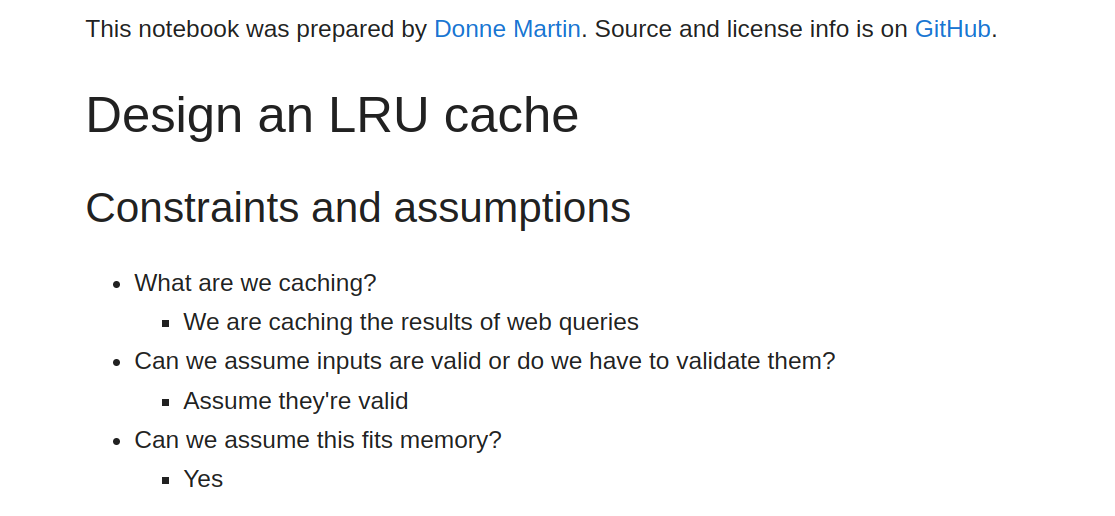 This notebook was prepared by Donne Martin. Source and license info is on GitHub.
Design an LRU cache
Constraints and assumptions
• What are we caching?
▪ We are caching the results of web queries
• Can we assume inputs are valid or do we have to validate them?
▪ Assume they're valid
• Can we assume this fits memory?
▪ Yes